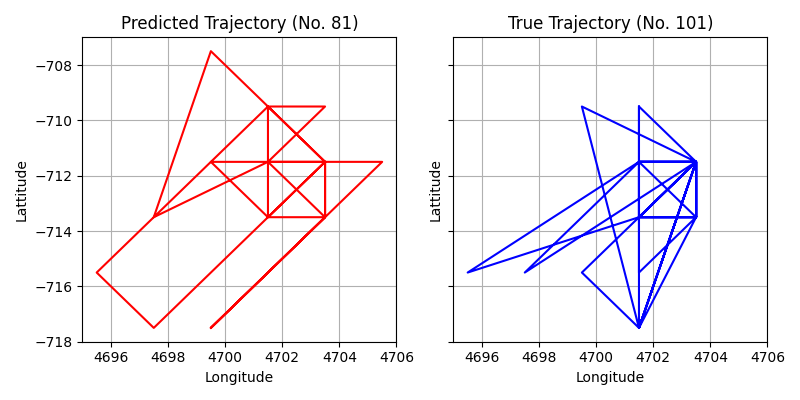 Predicted Trajectory (No. 81)
True Trajectory (No. 101)
Lattitude
−708
−710
−712
−714
−716
−718
4696 4698 4700 4702 4704 4706
Longitude
Lattitude
4696 4698 4700 4702 4704 4706
Longitude